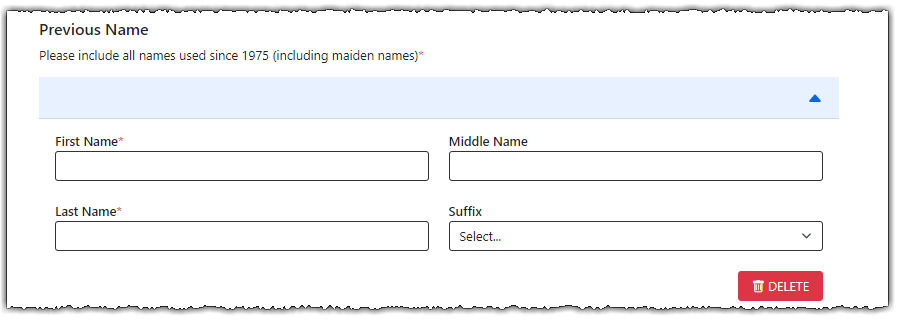 Previous Name
Please include all names used since 1975 (including maiden names)*
First Name* Middle Name
Last Name* Suffix
Select...
DELETE